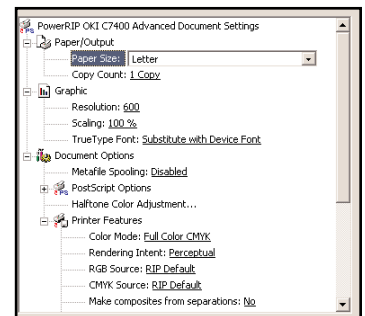 PowerRIP OKI C7400 Advanced Document Settings
Paper/Output
Paper Size: Letter
Copy Count: 1 Copy
Graphic
Resolution: 600
Scaling: 100 %
TrueType Font: Substitute with Device Font
Document Options
Metafile Spooling: Disabled
PostScript Options
Halftone Color Adjustment...
Printer Features
Color Mode: Full Color CMYK
Rendering Intent: Perceptual
RGB Source: RIP Default
CMYK Source: RIP Default
Make composites from separations: No